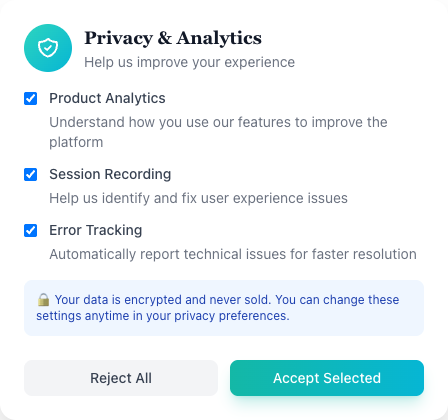 Privacy & Analytics
Help us improve your experience
Product Analytics
Understand how you use our features to improve the
platform
Session Recording
Help us identify and fix user experience issues
Error Tracking
Automatically report technical issues for faster resolution
🔒 Your data is encrypted and never sold. You can change these
settings anytime in your privacy preferences.
Reject All
Accept Selected